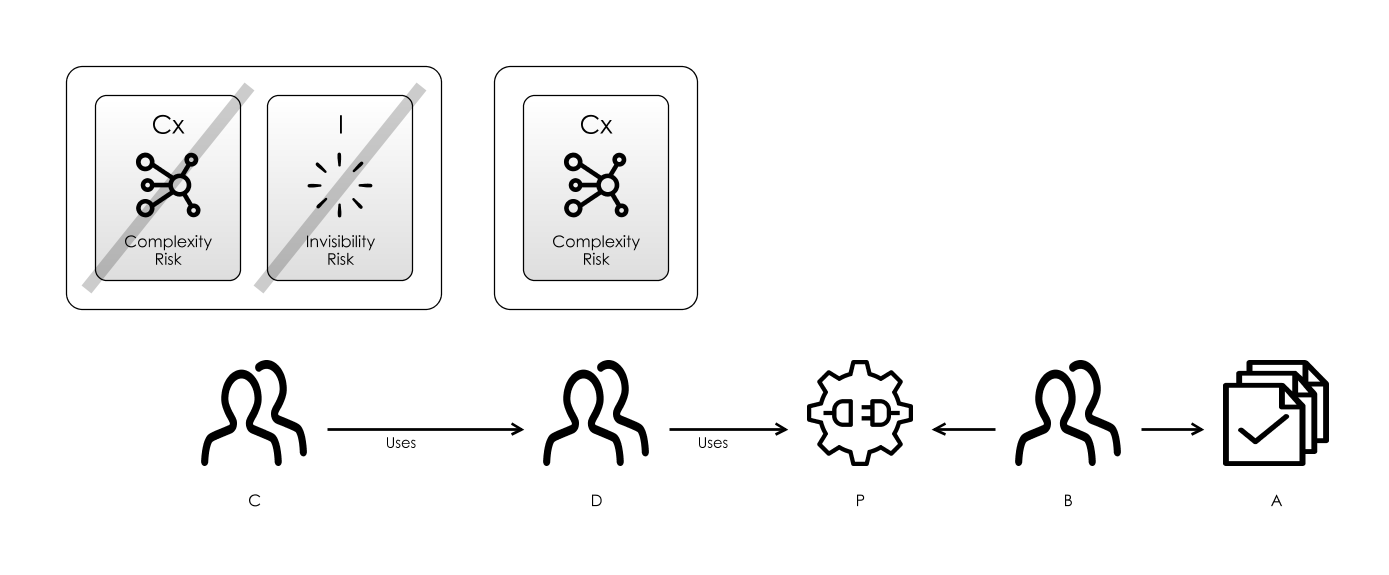 Cx
Complexity
Risk
I
Invisibility
Risk
Cx
Complexity
Risk
Uses
Uses
C
D
P
B
A